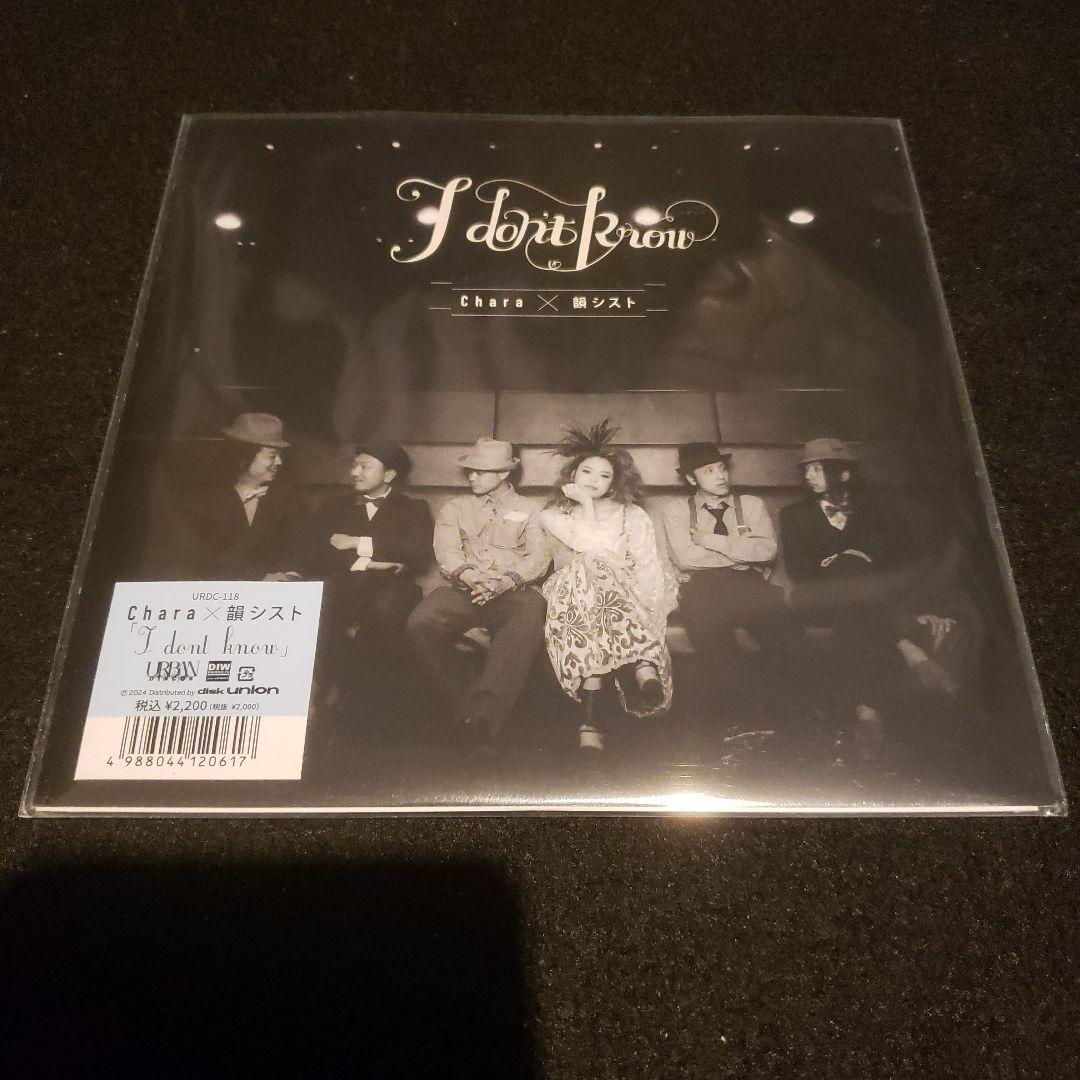 I don't know
Chara × 韻シスト
URDC-118
Chara × 韻シスト
「I dont know」
URBAN
DIW
℗ 2024 Distributed by disk union
税込 ¥2,200 (税抜 ¥2,000)
4 988044 120617